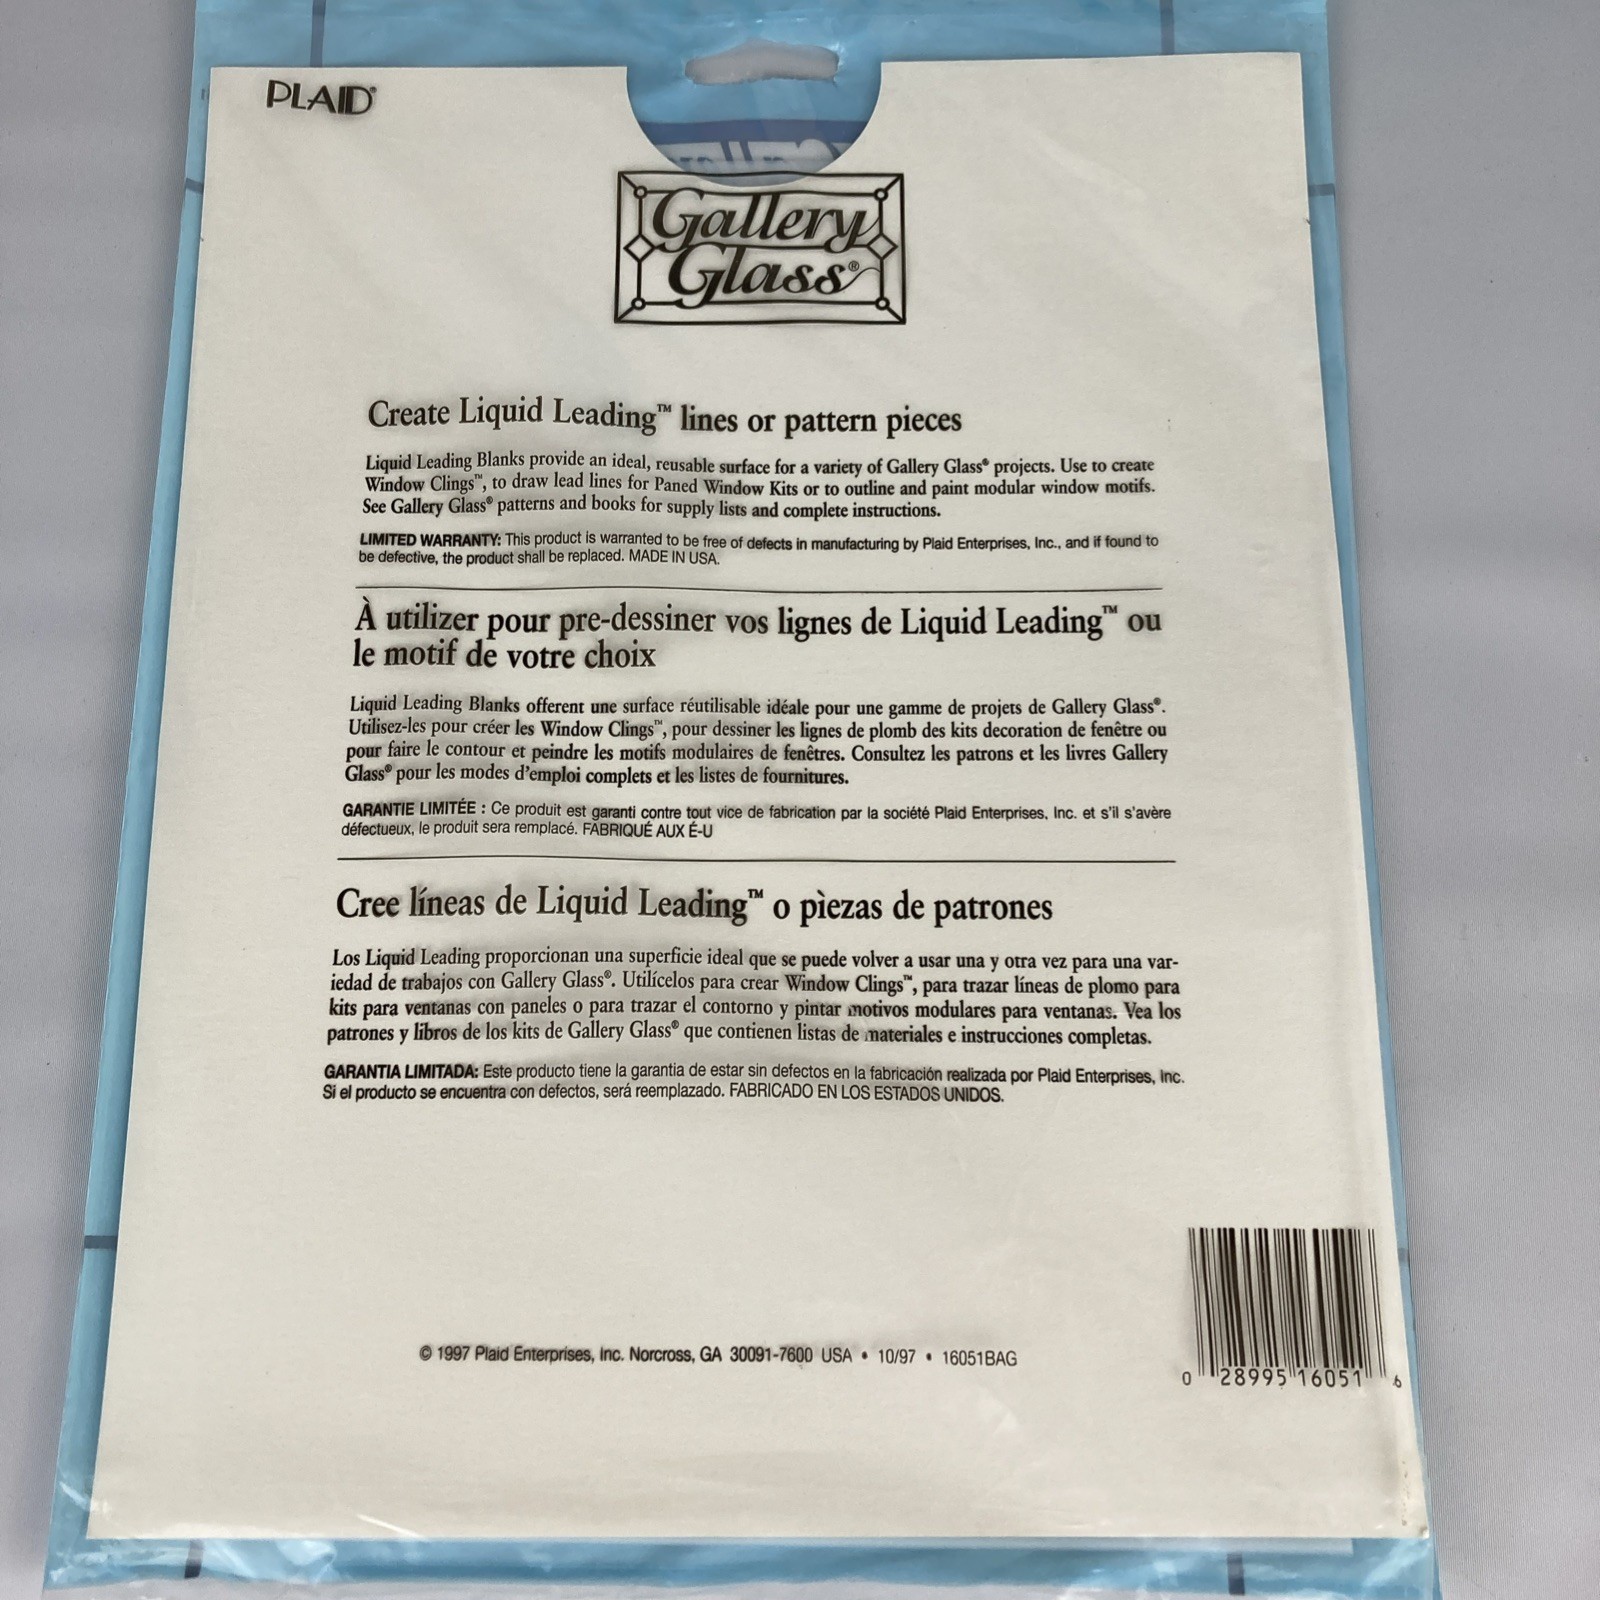 PLAID®
Gallery
Glass®
Create Liquid Leading™ lines or pattern pieces
Liquid Leading Blanks provide an ideal, reusable surface for a variety of Gallery Glass® projects. Use to create
Window Clings™, to draw lead lines for Paned Window Kits or to outline and paint modular window motifs.
See Gallery Glass® patterns and books for supply lists and complete instructions.
LIMITED WARRANTY: This product is warranted to be free of defects in manufacturing by Plaid Enterprises, Inc., and if found to
be defective, the product shall be replaced. MADE IN USA.
À utilizer pour pre-dessiner vos lignes de Liquid Leading™ ou
le motif de votre choix
Liquid Leading Blanks offerent une surface réutilisable idéale pour une gamme de projets de Gallery Glass®.
Utilisez-les pour créer les Window Clings™, pour dessiner les lignes de plomb des kits decoration de fenêtre ou
pour faire le contour et peindre les motifs modulaires de fenêtres. Consultez les patrons et les livres Gallery
Glass® pour les modes d'emploi complets et les listes de fournitures.
GARANTIE LIMITÉE : Ce produit est garanti contre tout vice de fabrication par la société Plaid Enterprises, Inc. et s'il s'avère
défectueux, le produit sera remplacé. FABRIQUÉ AUX É-U
Cree líneas de Liquid Leading™ o pìezas de patrones
Los Liquid Leading proporcionan una superficie ideal que se puede volver a usar una y otra vez para una var-
iedad de trabajos con Gallery Glass®. Utilícelos para crear Window Clings™, para trazar líneas de plomo para
kits para ventanas con paneles o para trazar el contorno y pintar motivos modulares para ventanas. Vea los
patrones y libros de los kits de Gallery Glass® que contienen listas de materiales e instrucciones completas.
GARANTIA LIMITADA: Este producto tiene la garantia de estar sin defectos en la fabricación realizada por Plaid Enterprises, Inc.
Si el producto se encuentra con defectos, será reemplazado. FABRICADO EN LOS ESTADOS UNIDOS.
© 1997 Plaid Enterprises, Inc. Norcross, GA 30091-7600 USA • 10/97 • 16051BAG
0 28995 16051 6